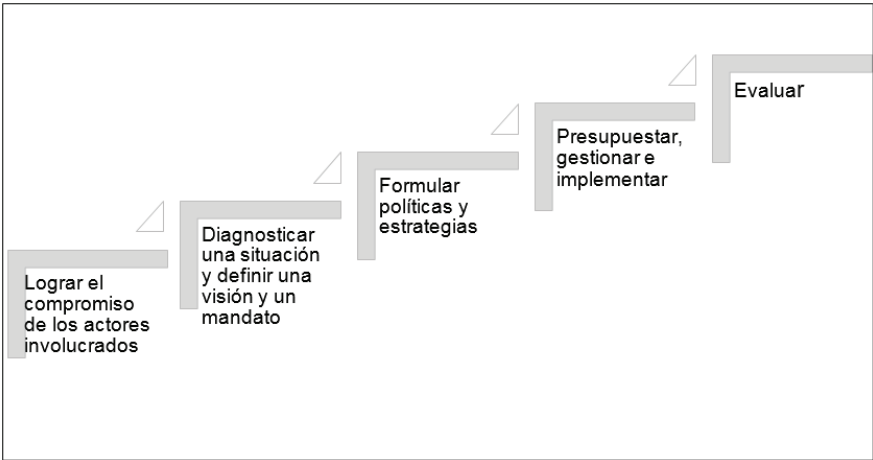 Lograr el
compromiso
de los actores
involucrados
Diagnosticar
una situación
y definir una
visión y un
mandato
Formular
políticas y
estrategias
Presupuestar,
gestionar e
implementar
Evaluar